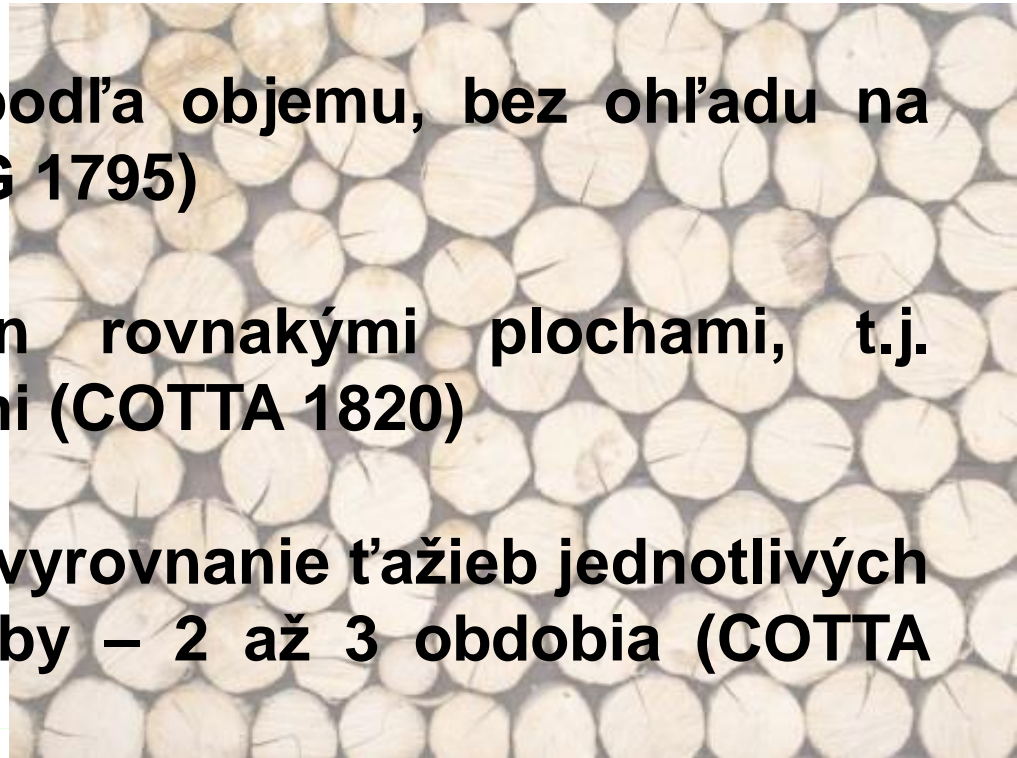 podľa objemu, bez ohľadu na
G 1795)
n rovnakými plochami, t.j.
ni (COTTA 1820)
vyrovnanie ťažieb jednotlivých
by – 2 až 3 obdobia (COTTA